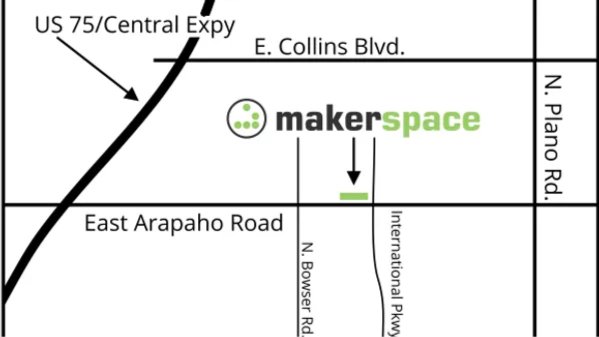 US 75/Central Expy
E. Collins Blvd.
N. Plano Rd.
makerspace
East Arapaho Road
N. Bowser Rd.
International Pkwy